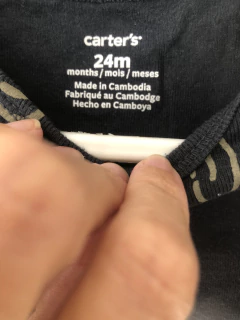 carter's
24m
months / mois / meses
Made in Cambodia
Fabriqué au Cambodge
Hecho en Camboya